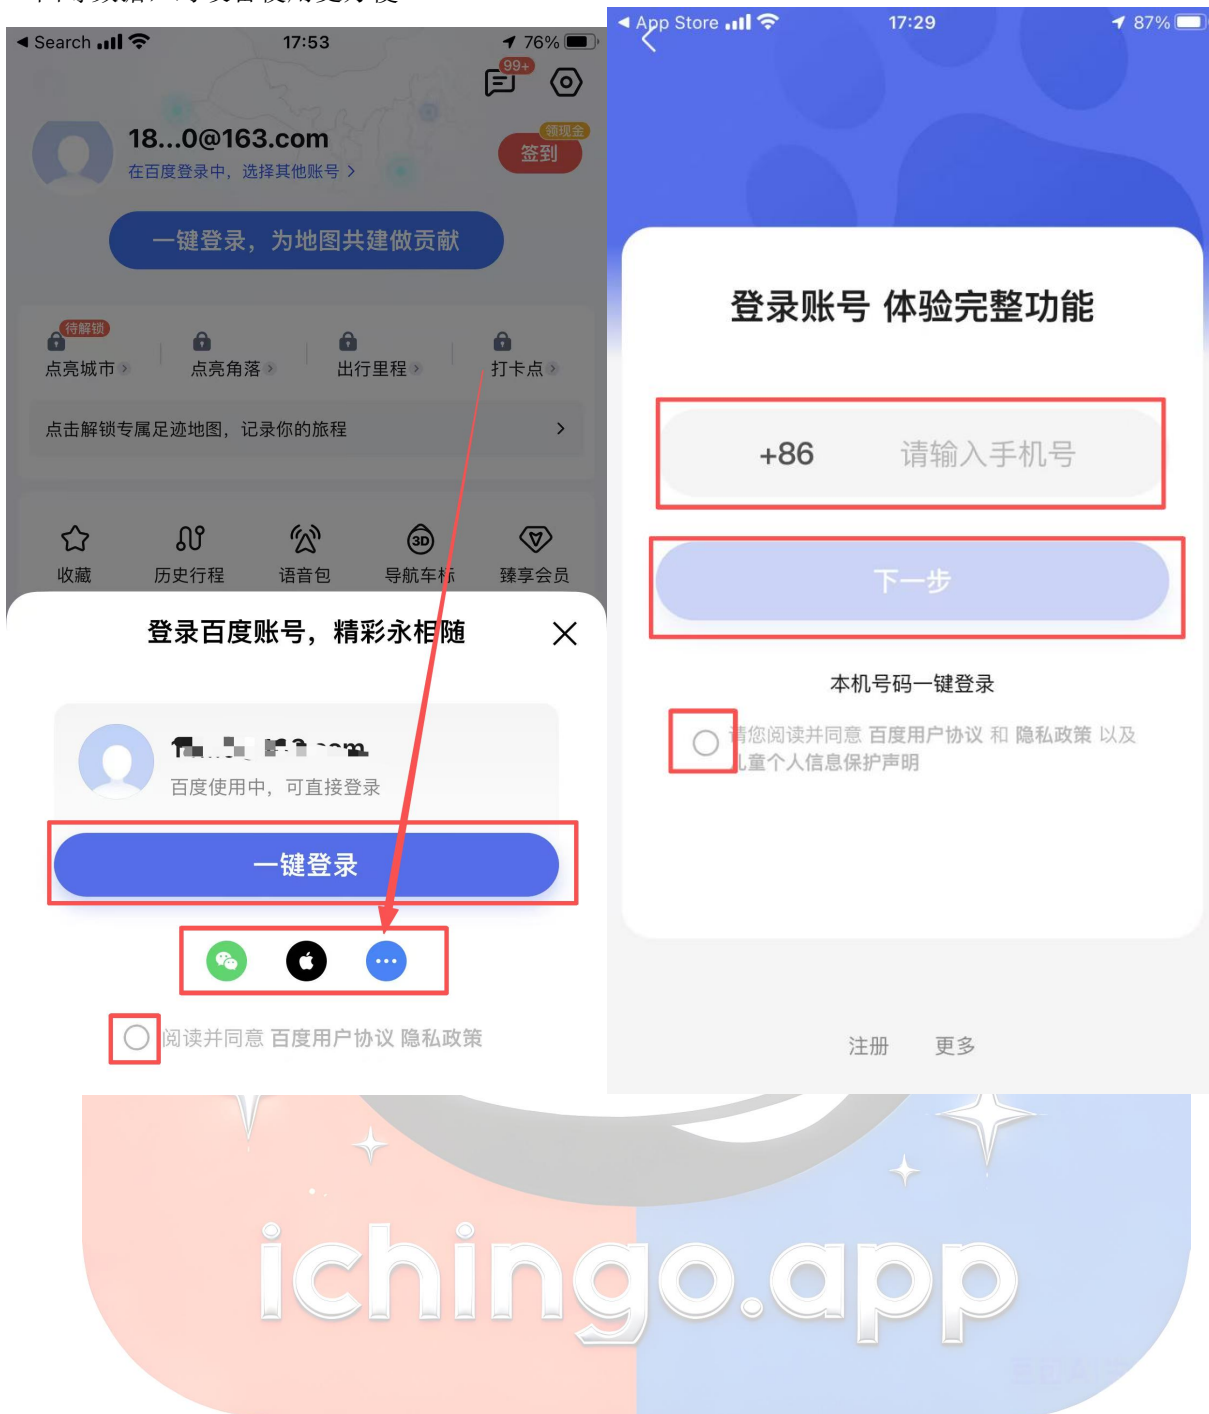 Search
17:53
76%
99+
18...0@163.com
在百度登录中，选择其他账号 >
领现金
签到
一键登录，为地图共建做贡献
待解锁
点亮城市
点亮角落
出行里程
打卡点
点击解锁专属足迹地图，记录你的旅程
收藏
历史行程
语音包
3D
导航车标
臻享会员
登录百度账号，精彩永相随
百度使用中，可直接登录
一键登录
阅读并同意 百度用户协议 隐私政策
App Store
17:29
87%
登录账号 体验完整功能
+86 请输入手机号
下一步
本机号码一键登录
请您阅读并同意 百度用户协议 和 隐私政策 以及
儿童个人信息保护声明
注册 更多
ichingo.app